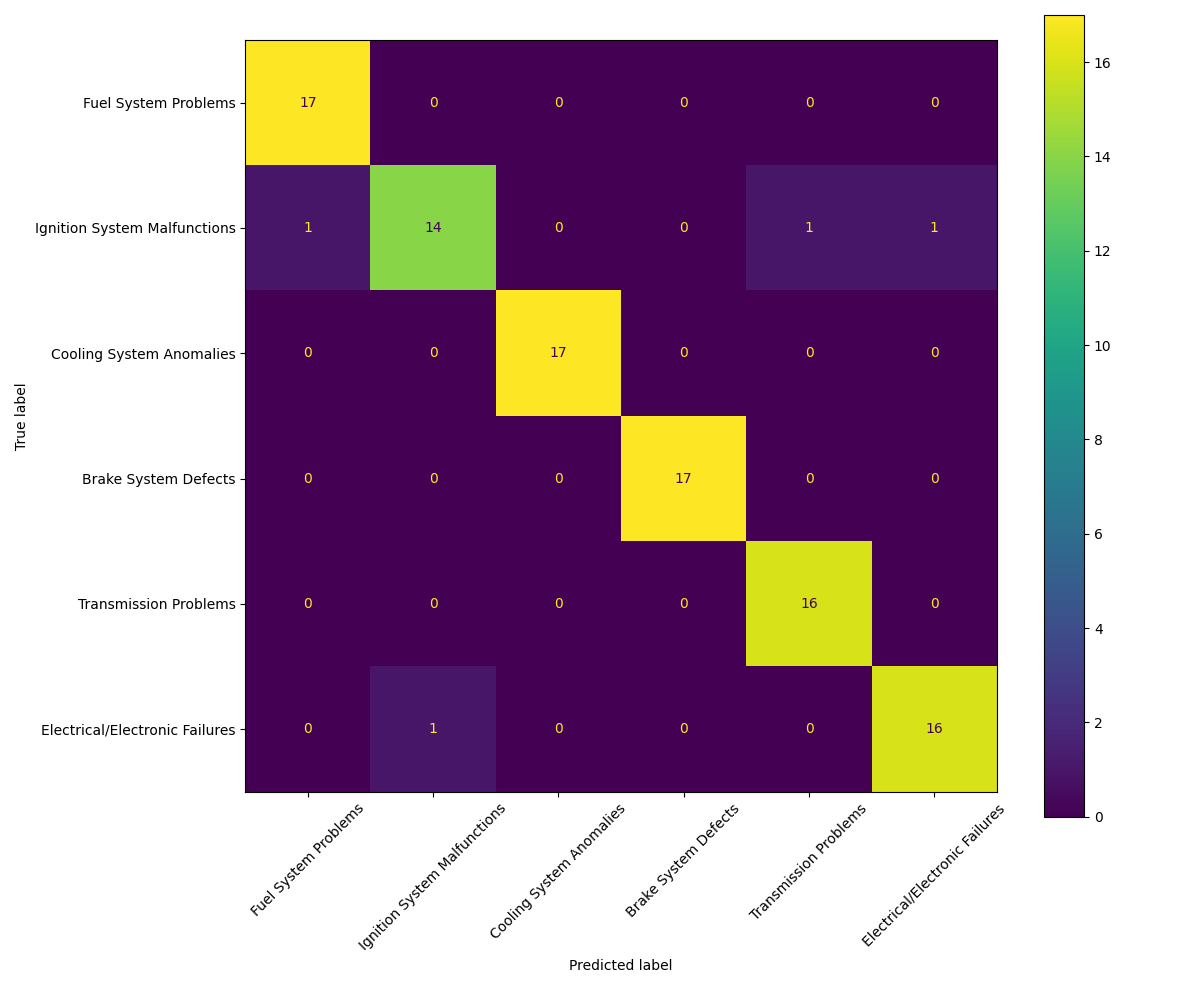 Fuel System Problems 17 0 0 0 0 0
Ignition System Malfunctions 1 14 0 0 1 1
Cooling System Anomalies 0 0 17 0 0 0
Brake System Defects 0 0 0 17 0 0
Transmission Problems 0 0 0 0 16 0
Electrical/Electronic Failures 0 1 0 0 0 16
True label
Fuel System Problems
Ignition System Malfunctions
Cooling System Anomalies
Brake System Defects
Transmission Problems
Electrical/Electronic Failures
Predicted label
16
14
12
10
8
6
4
2
0